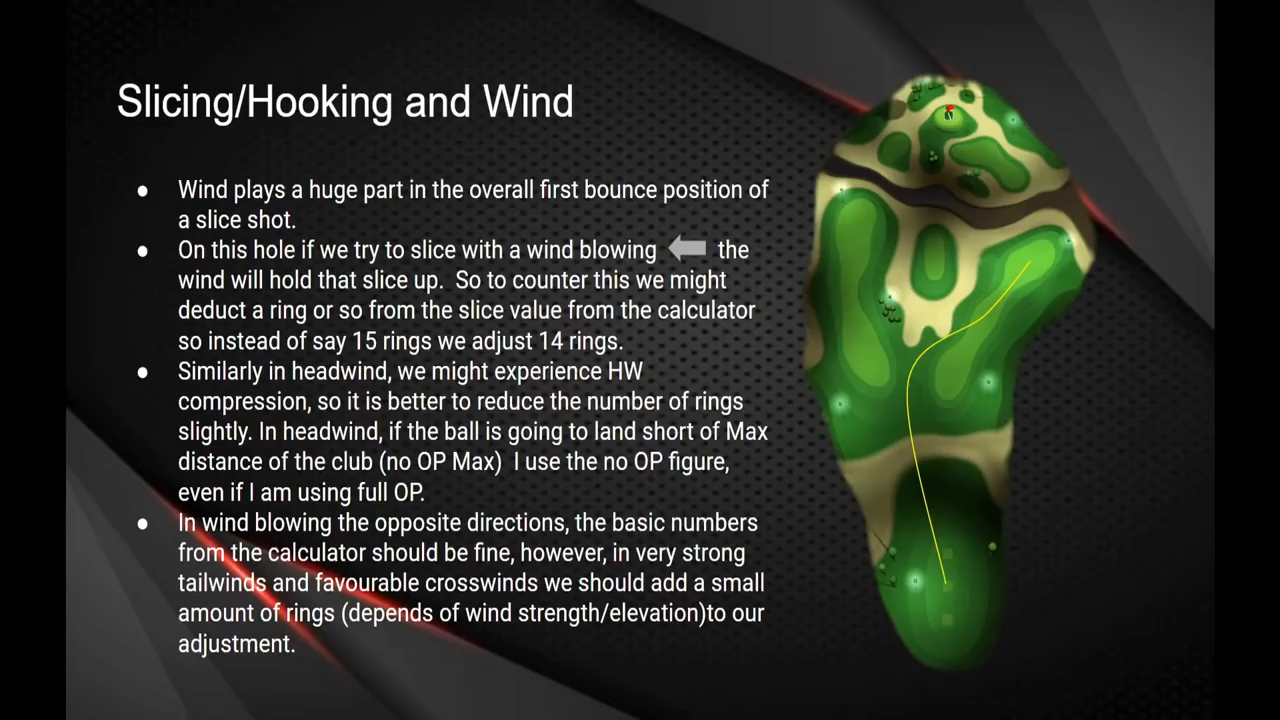 Slicing/Hooking and Wind
● Wind plays a huge part in the overall first bounce position of
a slice shot.
● On this hole if we try to slice with a wind blowing the
wind will hold that slice up. So to counter this we might
deduct a ring or so from the slice value from the calculator
so instead of say 15 rings we adjust 14 rings.
● Similarly in headwind, we might experience HW
compression, so it is better to reduce the number of rings
slightly. In headwind, if the ball is going to land short of Max
distance of the club (no OP Max) I use the no OP figure,
even if I am using full OP.
● In wind blowing the opposite directions, the basic numbers
from the calculator should be fine, however, in very strong
tailwinds and favourable crosswinds we should add a small
amount of rings (depends of wind strength/elevation)to our
adjustment.